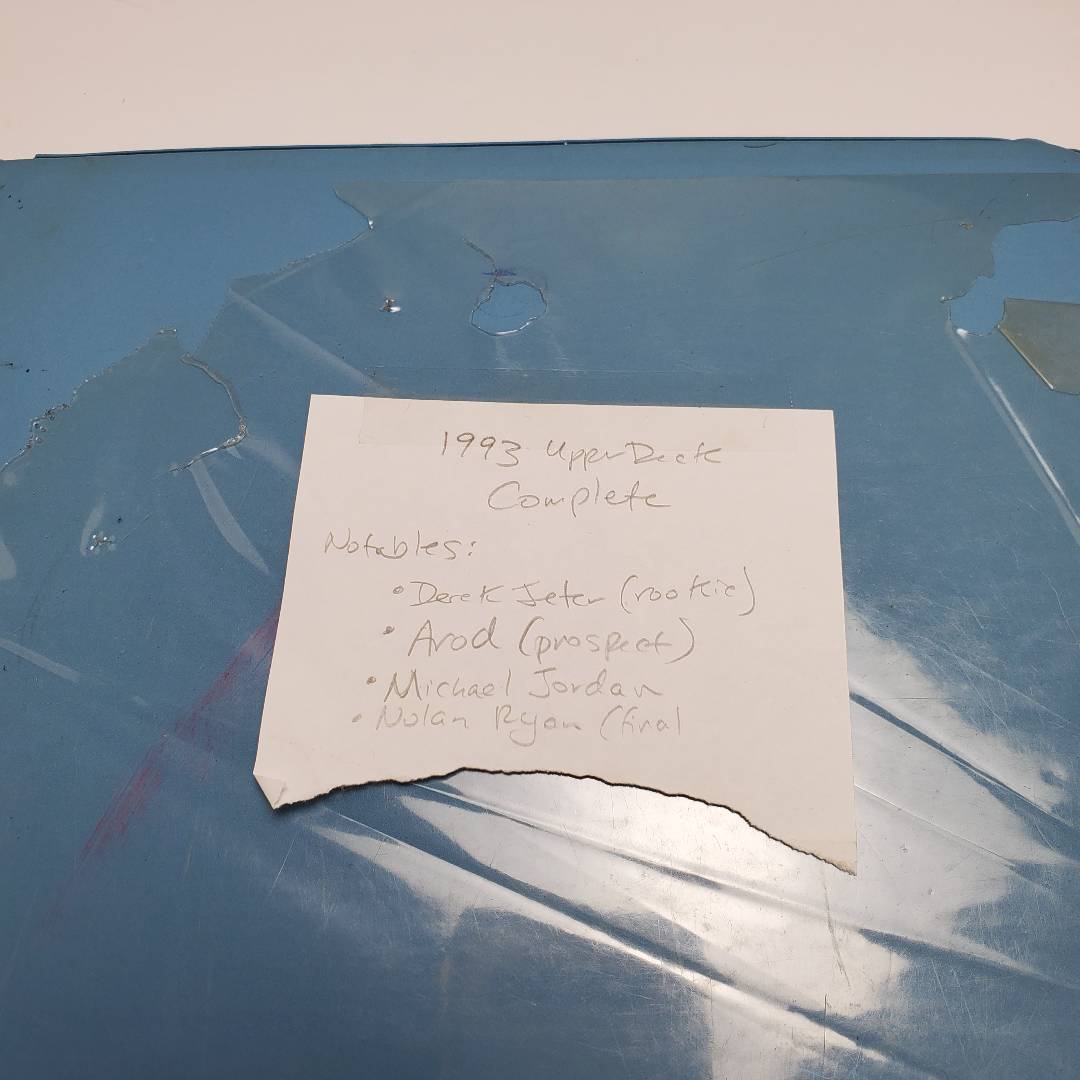 1993 Upper Deck
Complete
Notables:
• Derek Jeter (rookie)
• Arod (prospect)
• Michael Jordan
• Nolan Ryan (final